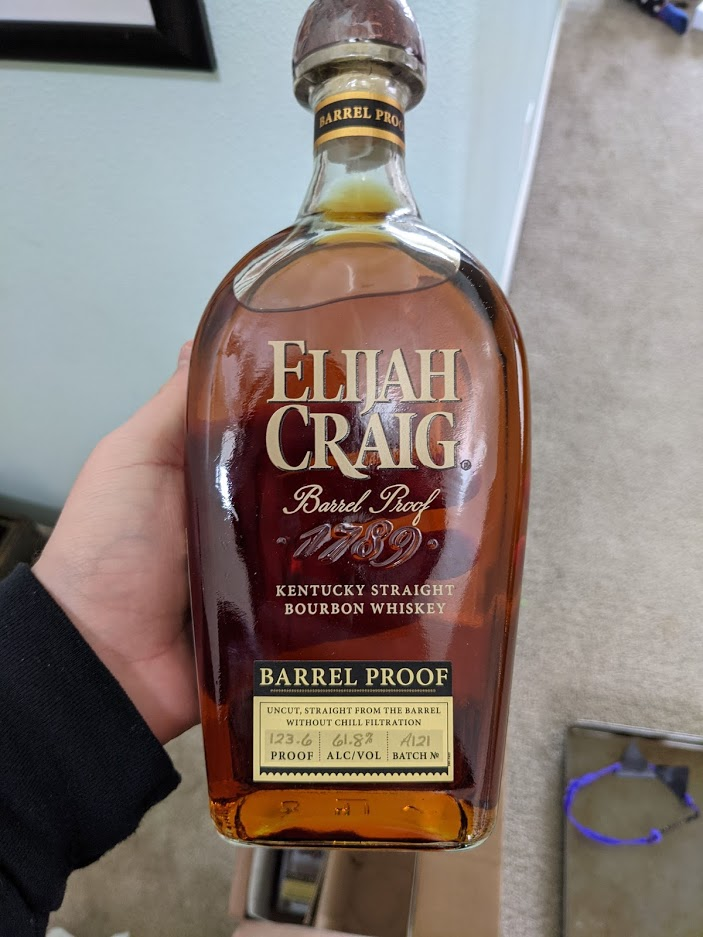 BARREL PROO
ELIJAH
CRAIG®
Barrel Proof
·1789·
KENTUCKY STRAIGHT
BOURBON WHISKEY
BARREL PROOF
UNCUT, STRAIGHT FROM THE BARREL
WITHOUT CHILL FILTRATION
123.6 61.8% A121
PROOF ALC/VOL BATCH Nº